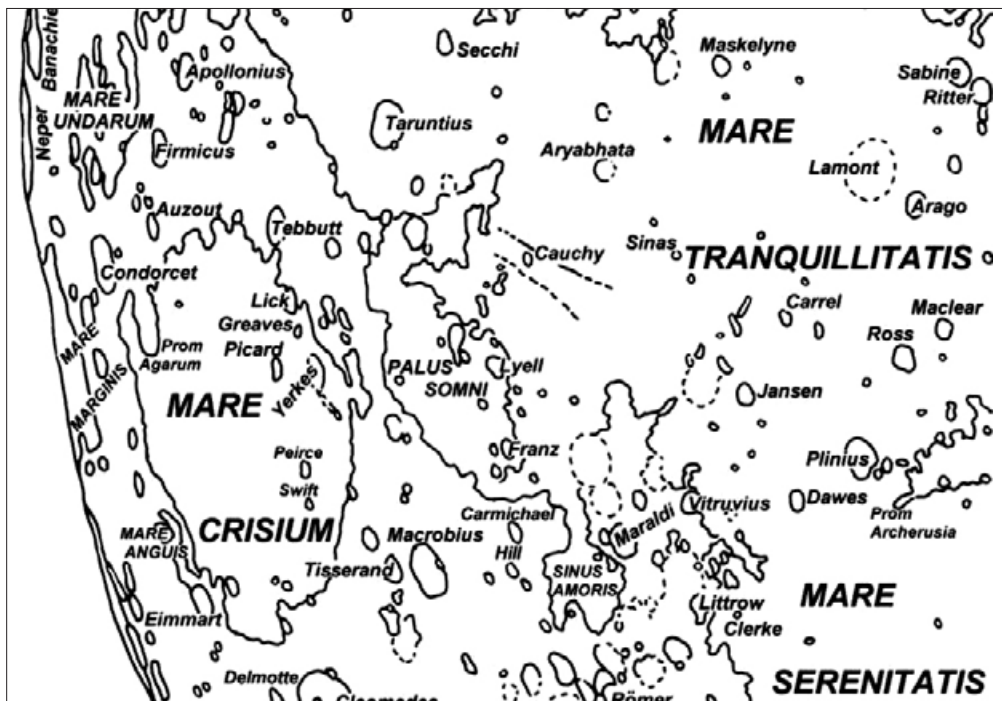 Banachie
Neper
Secchi
Maskelyne
Apollonius
Sabine
Ritter
MARE
UNDARUM
Taruntius
MARE
Firmicus
Aryabhata
Lamont
Auzout
Arago
Tebbutt
Sinas
Cauchy
TRANQUILLITATIS
Condorcet
Lick
Carrel
Maclear
Greaves
MARE
MARGINIS
Prom
Agarum
Picard
Ross
PALUS
SOMNI
Lyell
Yerkes
Jansen
MARE
Peirce
Franz
Plinius
Swift
Vitruvius
Dawes
Carmichael
Prom
Archerusia
CRISIUM
Macrobius
Maraldi
MARE
ANGUIS
Hill
Tisserand
SINUS
AMORIS
MARE
Littrow
Eimmart
Clerke
Delmotte
SERENITATIS
Römer